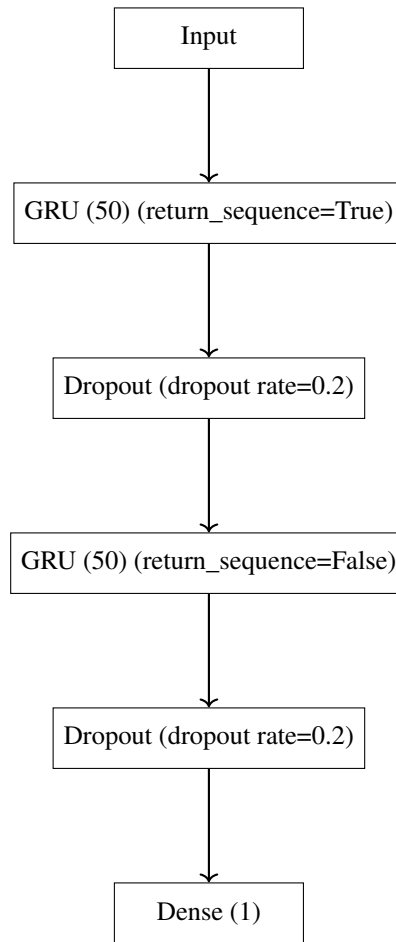 Input
GRU (50) (return_sequence=True)
Dropout (dropout rate=0.2)
GRU (50) (return_sequence=False)
Dropout (dropout rate=0.2)
Dense (1)